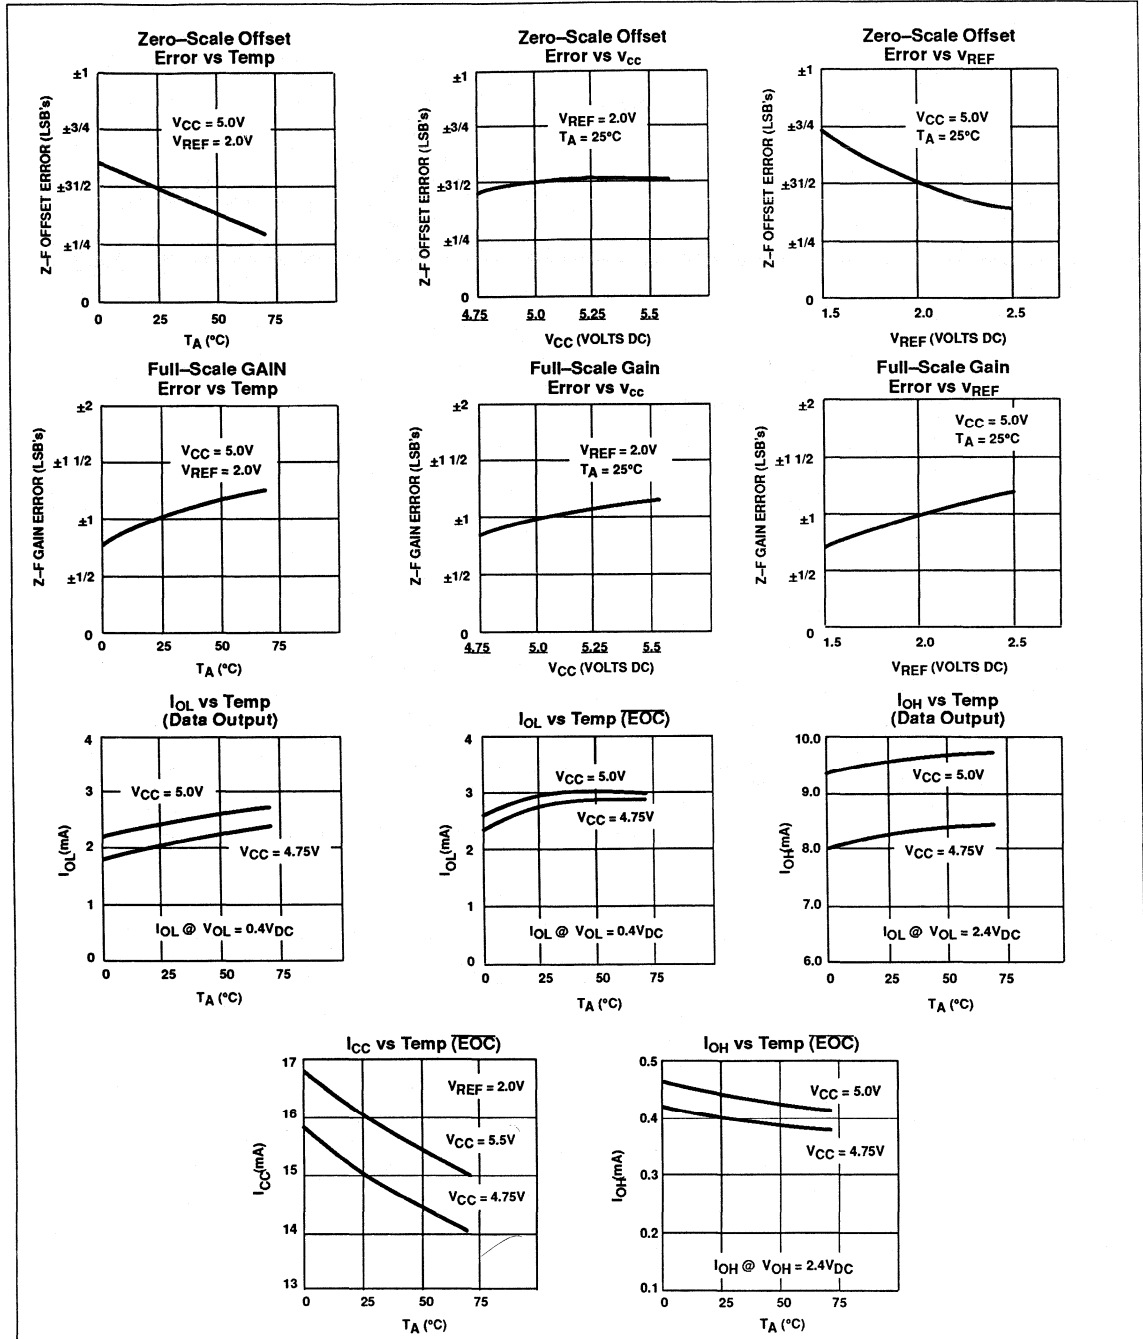 Zero–Scale Offset
Error vs Temp
±1
±3/4
±31/2
±1/4
0
Z–F OFFSET ERROR (LSB's)
VCC = 5.0V
VREF = 2.0V
0 25 50 75
TA (°C)
Zero–Scale Offset
Error vs vcc
±1
±3/4
±31/2
±1/4
0
Z–F OFFSET ERROR (LSB's)
VREF = 2.0V
TA = 25°C
4.75 5.0 5.25 5.5
VCC (VOLTS DC)
Zero–Scale Offset
Error vs vREF
±1
±3/4
±31/2
±1/4
0
Z–F OFFSET ERROR (LSB's)
VCC = 5.0V
TA = 25°C
1.5 2.0 2.5
VREF (VOLTS DC)
Full–Scale GAIN
Error vs Temp
±2
±1 1/2
±1
±1/2
0
Z–F GAIN ERROR (LSB's)
VCC = 5.0V
VREF = 2.0V
0 25 50 75
TA (°C)
Full–Scale Gain
Error vs vcc
±2
±1 1/2
±1
±1/2
0
Z–F GAIN ERROR (LSB's)
VREF = 2.0V
TA = 25°C
4.75 5.0 5.25 5.5
VCC (VOLTS DC)
Full–Scale Gain
Error vs vREF
±2
±1 1/2
±1
±1/2
0
Z–F GAIN ERROR (LSB's)
VCC = 5.0V
TA = 25°C
1.5 2.0 2.5
VREF (VOLTS DC)
IOL vs Temp
(Data Output)
4
3
2
1
0
IOL(mA)
VCC = 5.0V
VCC = 4.75V
IOL @ VOL = 0.4VDC
0 25 50 75
TA (°C)
IOL vs Temp (EOC)
4
3
2
1
0
IOL(mA)
VCC = 5.0V
VCC = 4.75V
IOL @ VOL = 0.4VDC
0 25 50 75
TA (°C)
IOH vs Temp
(Data Output)
10.0
9.0
8.0
7.0
6.0
IOH(mA)
VCC = 5.0V
VCC = 4.75V
IOL @ VOL = 2.4VDC
0 25 50 75
TA (°C)
ICC vs Temp (EOC)
17
16
15
14
13
ICC(mA)
VREF = 2.0V
VCC = 5.5V
VCC = 4.75V
0 25 50 75
TA (°C)
IOH vs Temp (EOC)
0.5
0.4
0.3
0.2
0.1
IOH(mA)
VCC = 5.0V
VCC = 4.75V
IOH @ VOH = 2.4VDC
0 25 50 75
TA (°C)